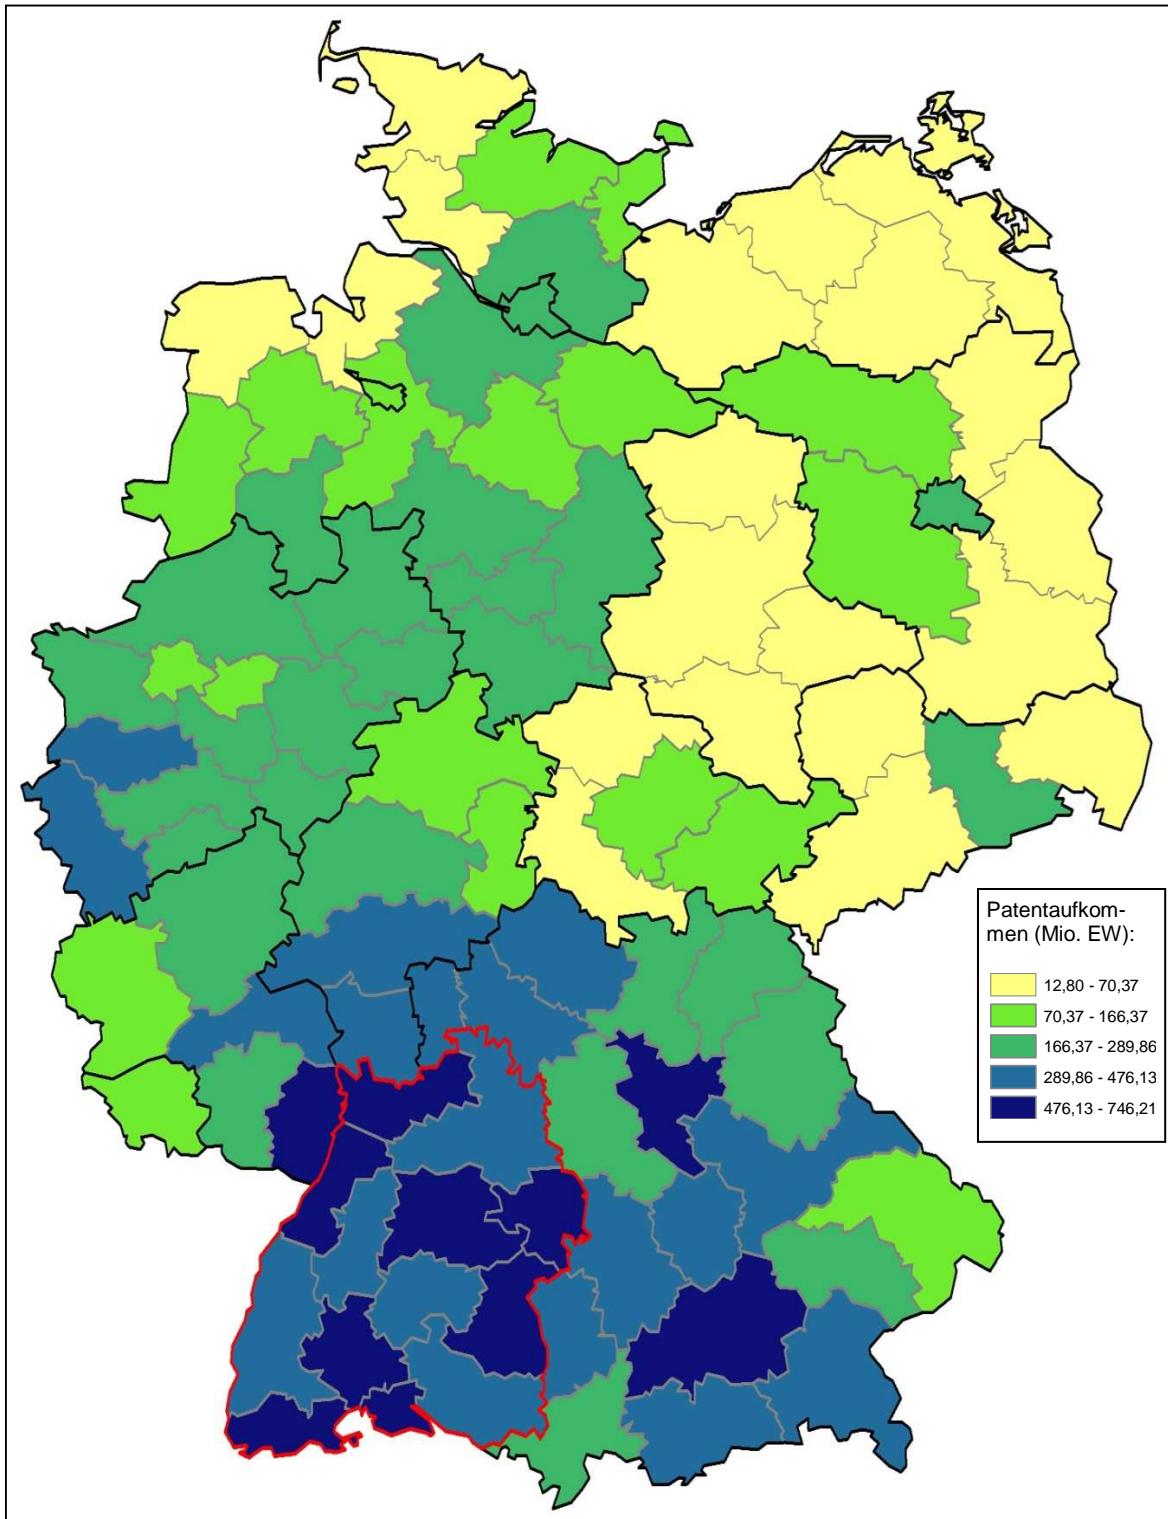 Patentaufkom-
men (Mio. EW):
12,80 - 70,37
70,37 - 166,37
166,37 - 289,86
289,86 - 476,13
476,13 - 746,21